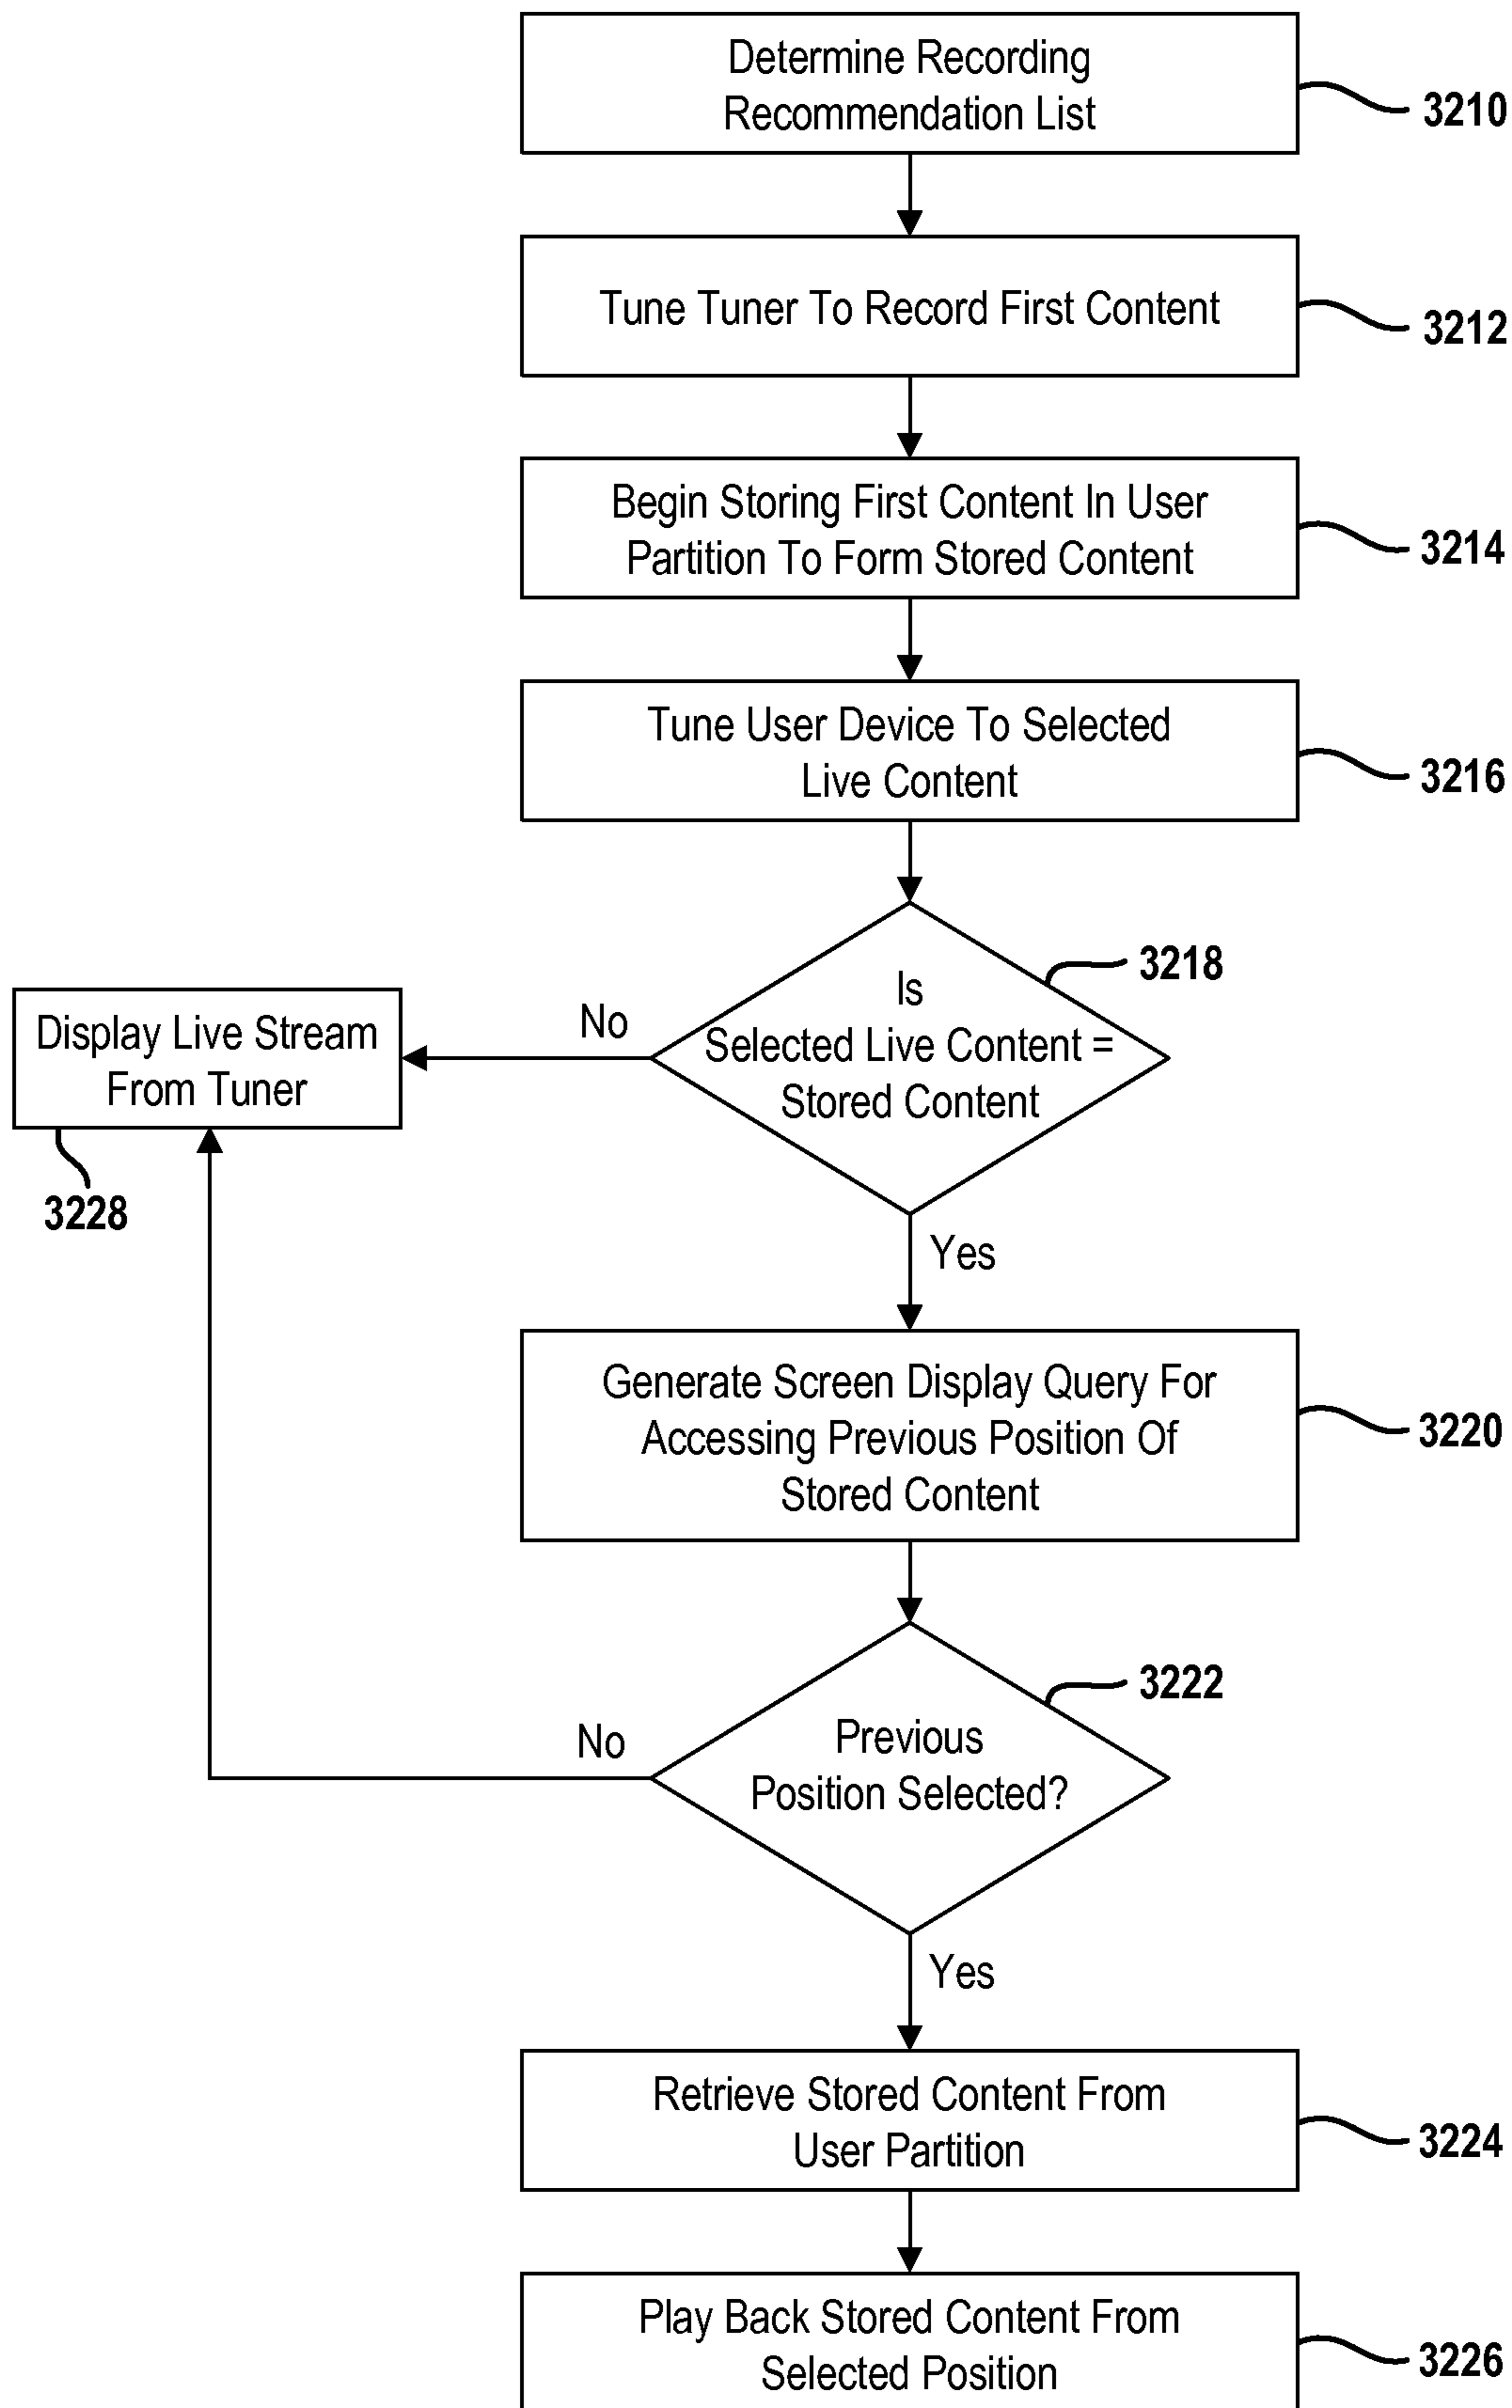 Determine Recording
Recommendation List
3210
Tune Tuner To Record First Content
3212
Begin Storing First Content In User
Partition To Form Stored Content
3214
Tune User Device To Selected
Live Content
3216
3218
Is
Selected Live Content =
Stored Content
No
Display Live Stream
From Tuner
3228
Yes
Generate Screen Display Query For
Accessing Previous Position Of
Stored Content
3220
3222
Previous
Position Selected?
No
Yes
Retrieve Stored Content From
User Partition
3224
Play Back Stored Content From
Selected Position
3226